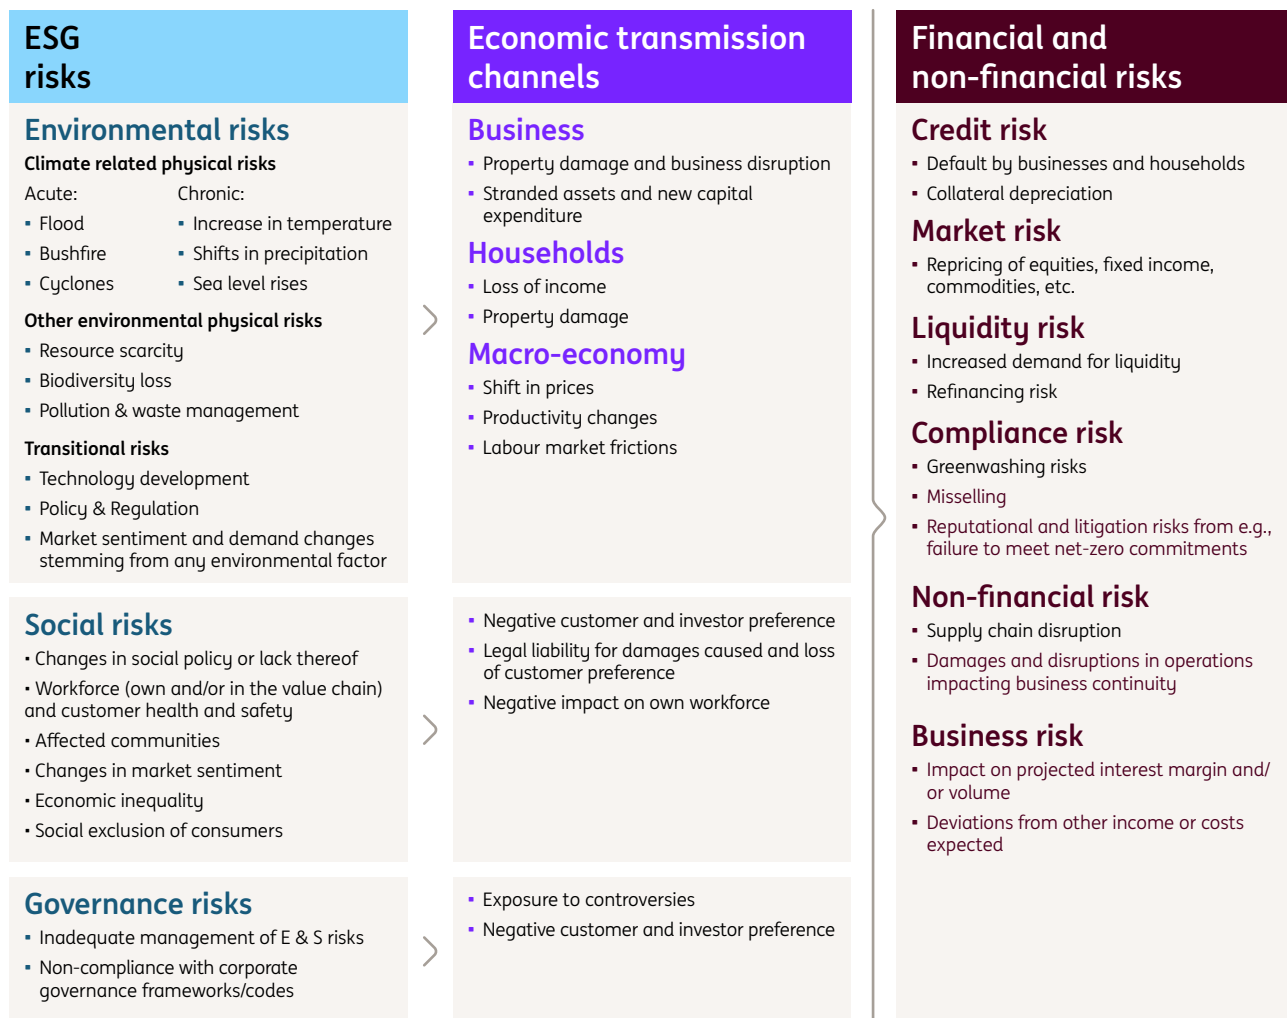 ESG
risks
Environmental risks
Climate related physical risks
Acute:
▪ Flood
▪ Bushfire
▪ Cyclones
Chronic:
▪ Increase in temperature
▪ Shifts in precipitation
▪ Sea level rises
Other environmental physical risks
▪ Resource scarcity
▪ Biodiversity loss
▪ Pollution & waste management
Transitional risks
▪ Technology development
▪ Policy & Regulation
▪ Market sentiment and demand changes
stemming from any environmental factor
Social risks
• Changes in social policy or lack thereof
• Workforce (own and/or in the value chain)
and customer health and safety
• Affected communities
• Changes in market sentiment
• Economic inequality
• Social exclusion of consumers
Governance risks
▪ Inadequate management of E & S risks
▪ Non-compliance with corporate
governance frameworks/codes
Economic transmission
channels
Business
▪ Property damage and business disruption
▪ Stranded assets and new capital
expenditure
Households
▪ Loss of income
▪ Property damage
Macro-economy
▪ Shift in prices
▪ Productivity changes
▪ Labour market frictions
▪ Negative customer and investor preference
▪ Legal liability for damages caused and loss
of customer preference
▪ Negative impact on own workforce
▪ Exposure to controversies
▪ Negative customer and investor preference
Financial and
non-financial risks
Credit risk
▪ Default by businesses and households
▪ Collateral depreciation
Market risk
▪ Repricing of equities, fixed income,
commodities, etc.
Liquidity risk
▪ Increased demand for liquidity
▪ Refinancing risk
Compliance risk
▪ Greenwashing risks
▪ Misselling
▪ Reputational and litigation risks from e.g.,
failure to meet net-zero commitments
Non-financial risk
▪ Supply chain disruption
▪ Damages and disruptions in operations
impacting business continuity
Business risk
▪ Impact on projected interest margin and/
or volume
▪ Deviations from other income or costs
expected